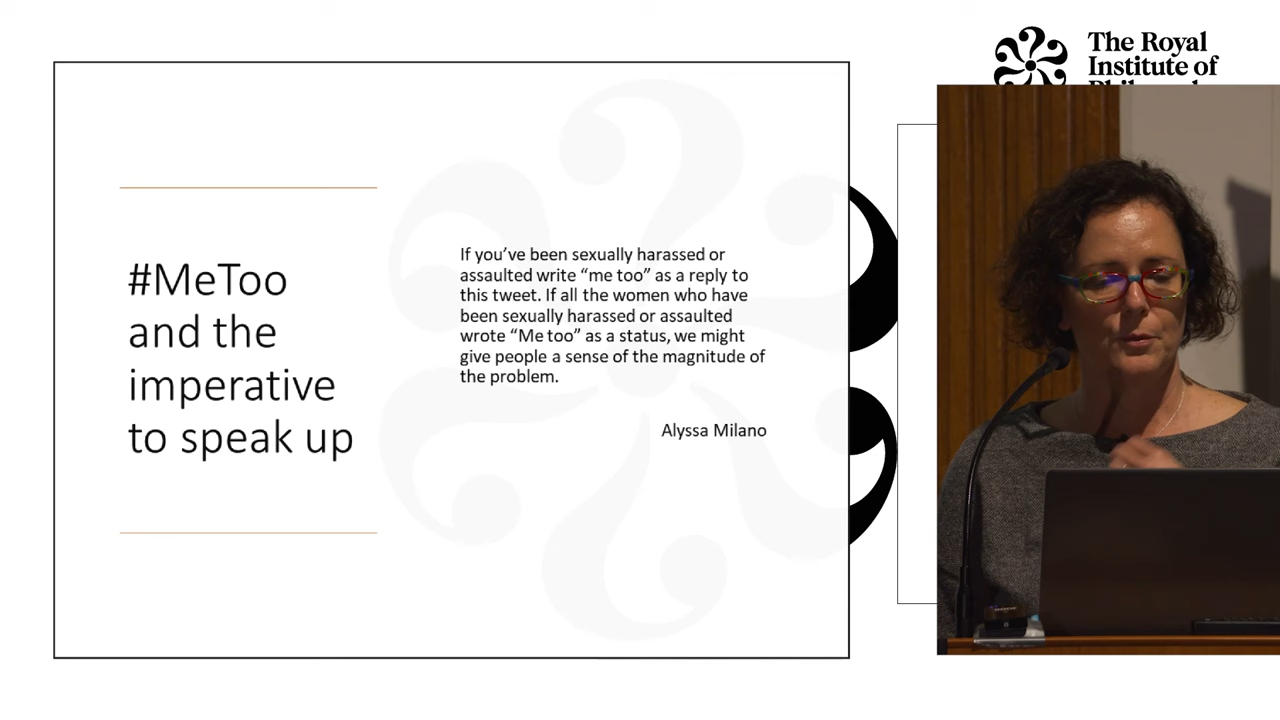 #MeToo
and the
imperative
to speak up
If you’ve been sexually harassed or
assaulted write “me too” as a reply to
this tweet. If all the women who have
been sexually harassed or assaulted
wrote “Me too” as a status, we might
give people a sense of the magnitude of
the problem.
Alyssa Milano
The Royal
Institute of